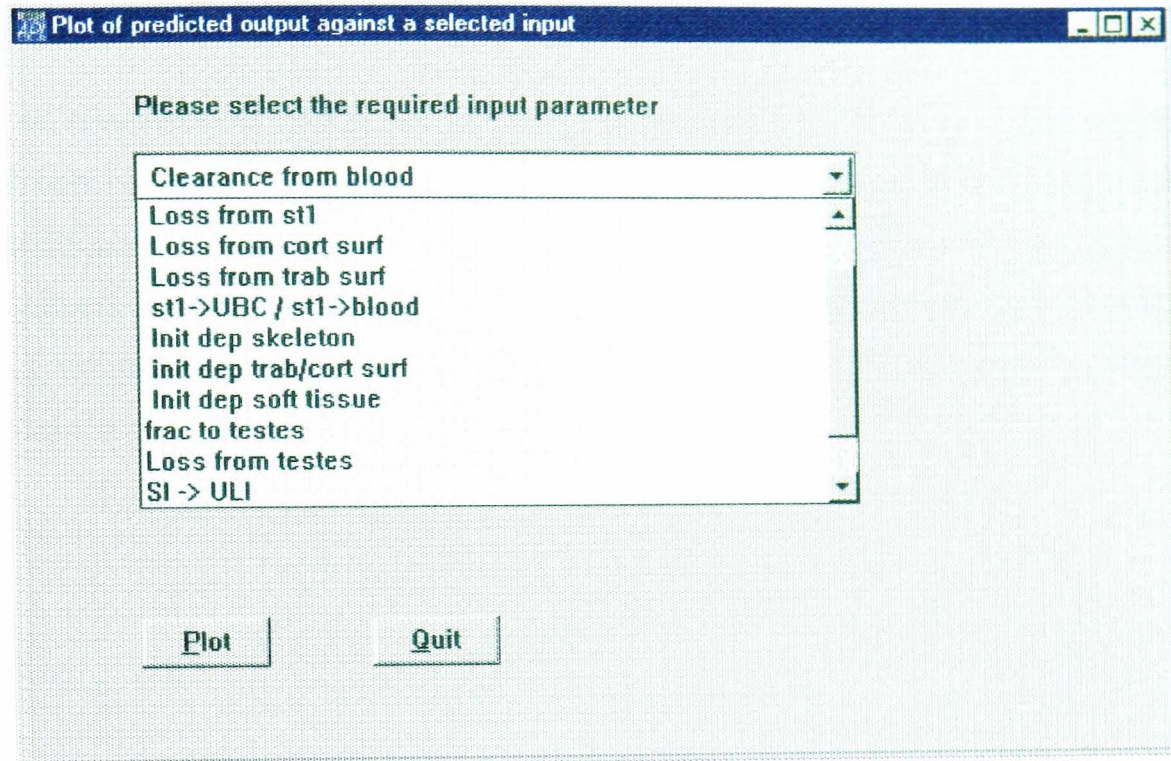 Plot of predicted output against a selected input
Please select the required input parameter
Clearance from blood
Loss from st1
Loss from cort surf
Loss from trab surf
st1->UBC / st1->blood
Init dep skeleton
init dep trab/cort surf
Init dep soft tissue
frac to testes
Loss from testes
SI -> ULI
Plot
Quit